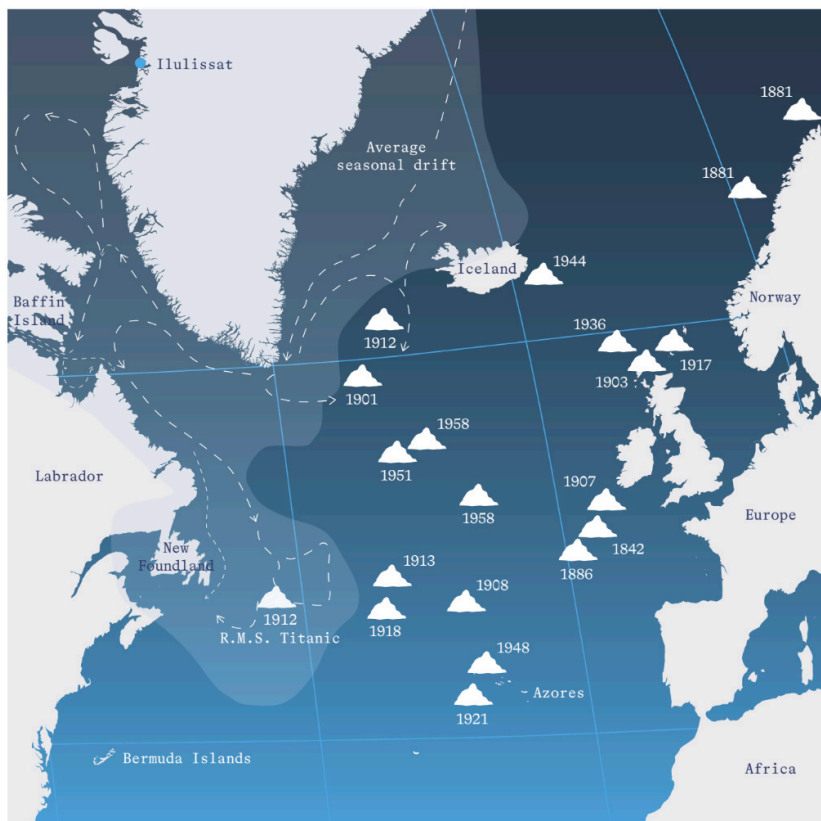 Ilulissat
1881
Average
seasonal drift
1881
Iceland
1944
Baffin
Island
Norway
1912
1936
1917
1903
1901
1958
1951
Labrador
1958
1907
Europe
1842
New
Foundland
1886
1913
1908
1912
R.M.S. Titanic
1918
1948
Azores
1921
Bermuda Islands
Africa